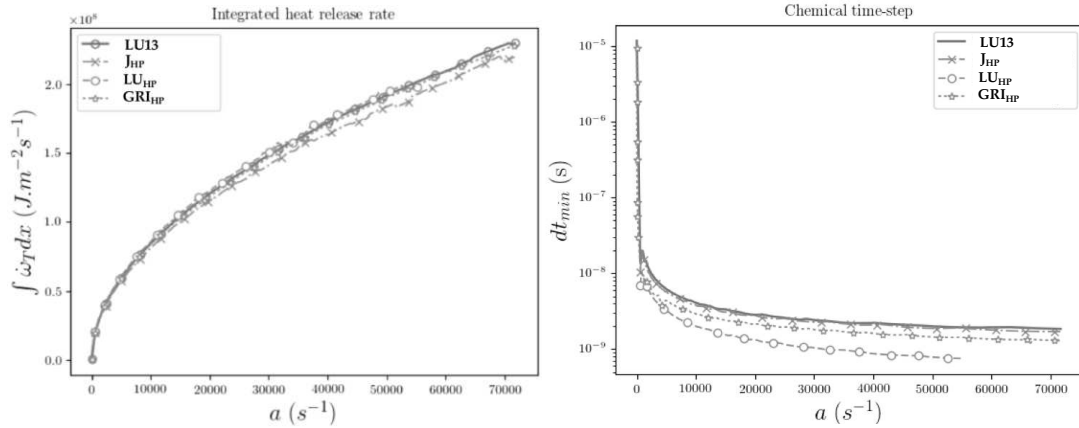 Integrated heat release rate
×10⁸
LU13
J_HP
LU_HP
GRI_HP
2.0
1.5
1.0
0.5
0.0
∫ ω̇_T dx (J.m⁻²s⁻¹)
0 10000 20000 30000 40000 50000 60000 70000
a (s⁻¹)
Chemical time-step
LU13
J_HP
LU_HP
GRI_HP
10⁻⁵
10⁻⁶
10⁻⁷
10⁻⁸
10⁻⁹
dt_min (s)
0 10000 20000 30000 40000 50000 60000 70000
a (s⁻¹)